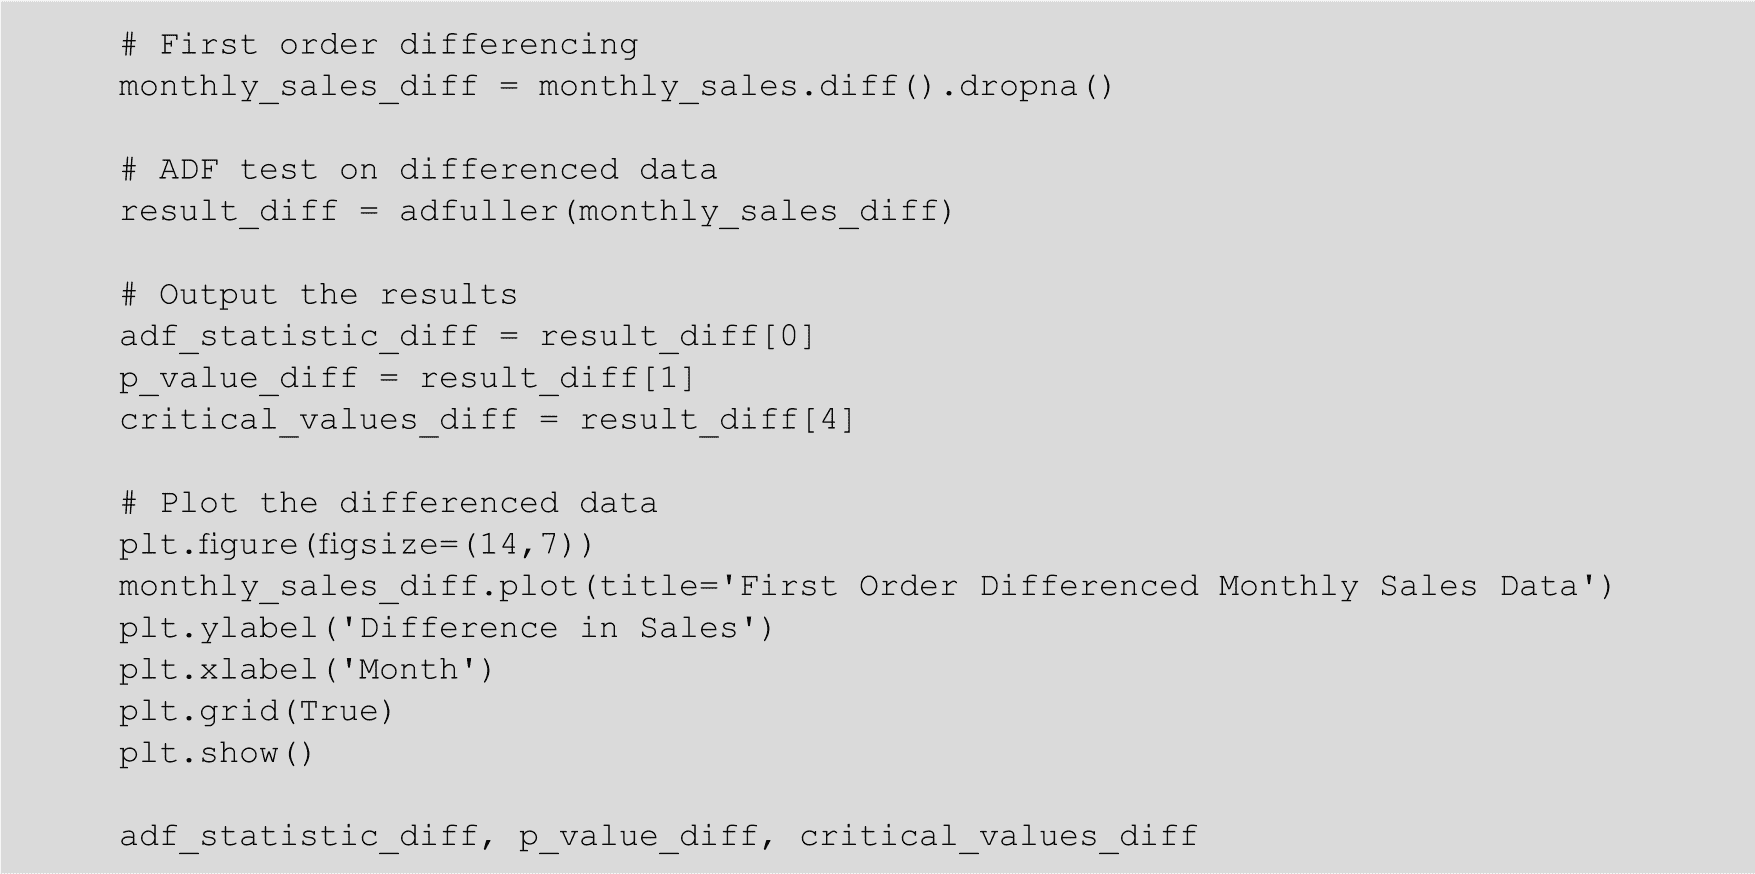 # First order differencing
monthly_sales_diff = monthly_sales.diff().dropna()
# ADF test on differenced data
result_diff = adfuller(monthly_sales_diff)
# Output the results
adf_statistic_diff = result_diff[0]
p_value_diff = result_diff[1]
critical_values_diff = result_diff[4]
# Plot the differenced data
plt.figure(figsize=(14,7))
monthly_sales_diff.plot(title='First Order Differenced Monthly Sales Data')
plt.ylabel('Difference in Sales')
plt.xlabel('Month')
plt.grid(True)
plt.show()
adf_statistic_diff, p_value_diff, critical_values_diff